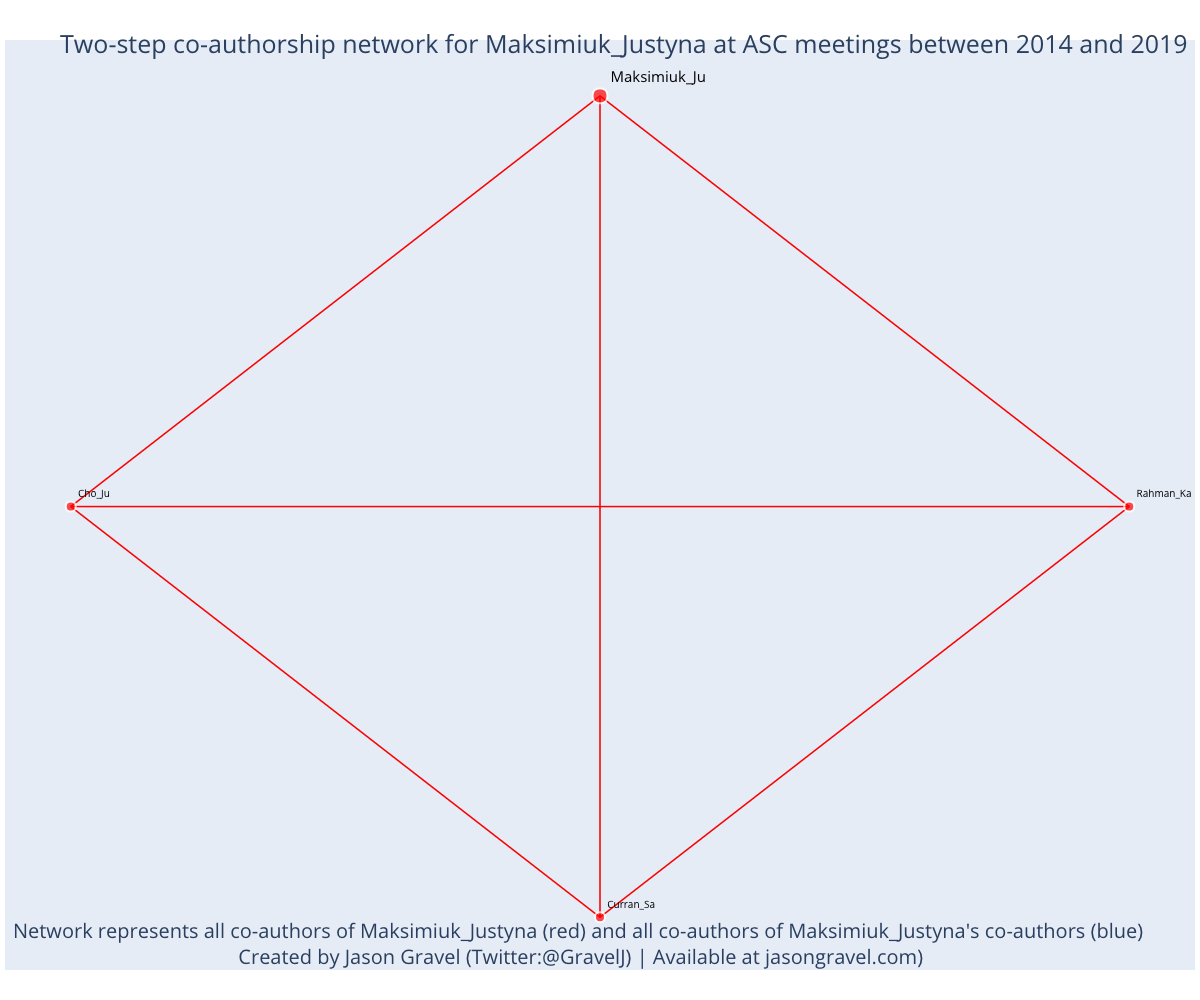 Two-step co-authorship network for Maksimiuk_Justyna at ASC meetings between 2014 and 2019
Maksimiuk_Ju
Cho_Ju
Rahman_Ka
Curran_Sa
Network represents all co-authors of Maksimiuk_Justyna (red) and all co-authors of Maksimiuk_Justyna's co-authors (blue)
Created by Jason Gravel (Twitter:@GravelJ) | Available at jasongravel.com)